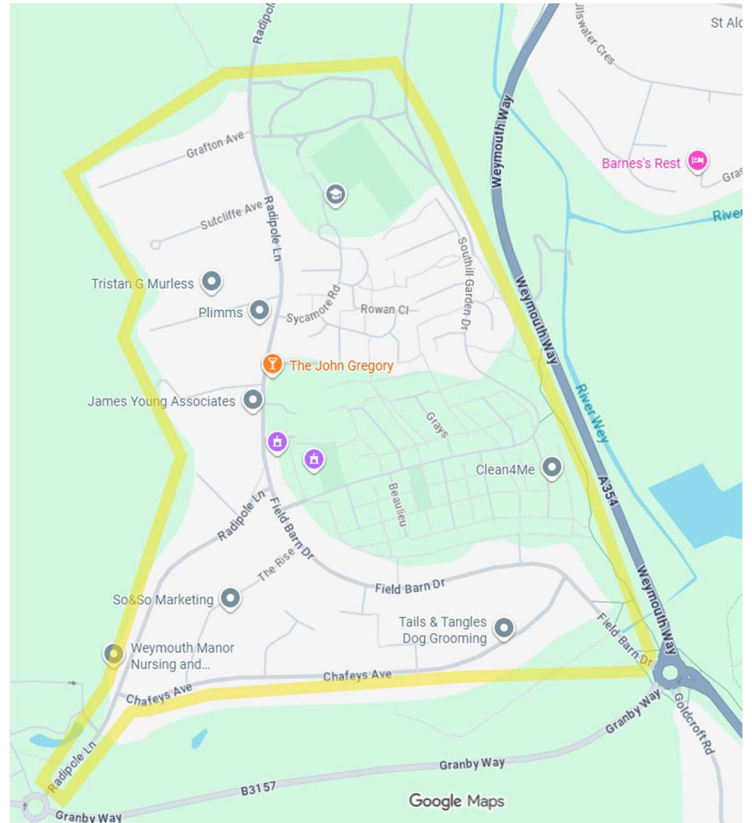 Radipole
Ullswater Cres
St Al
Weymouth Way
Grafton Ave
Barnes's Rest
Gras
Sutcliffe Ave
River
Radipole Ln
Southill Garden Dr
Tristan G Murless
Weymouth Way
Plimms
Sycamore Rd
Rowan Cl
The John Gregory
River Wey
James Young Associates
Grays
Clean4Me
A354
Beaulieu
Radipole Ln
Field Barn Dr
The Rise
Field Barn Dr
Weymouth Way
So&So Marketing
Tails & Tangles
Dog Grooming
Field Barn Dr
Weymouth Manor
Nursing and...
Chafeys Ave
Chafeys Ave
Goldcroft Rd
Granby Way
Radipole Ln
Granby Way
B3157
Google Maps
Granby Way